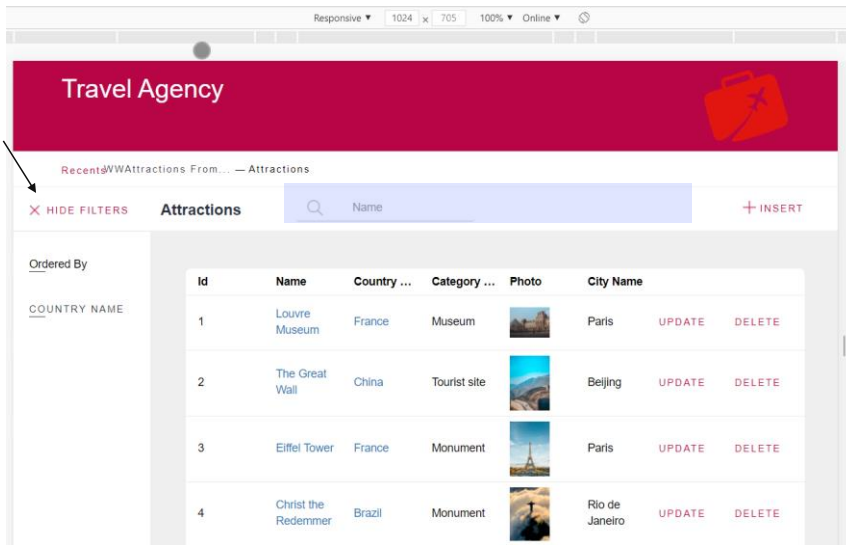 Responsive ▼ 1024 x 705 100% ▼ Online ▼
Travel Agency
RecentsWWAttractions From... — Attractions
HIDE FILTERS Attractions Name INSERT
Ordered By
COUNTRY NAME
Id Name Country ... Category ... Photo City Name
1 Louvre Museum France Museum Paris UPDATE DELETE
2 The Great Wall China Tourist site Beijing UPDATE DELETE
3 Eiffel Tower France Monument Paris UPDATE DELETE
4 Christ the Redemmer Brazil Monument Rio de Janeiro UPDATE DELETE